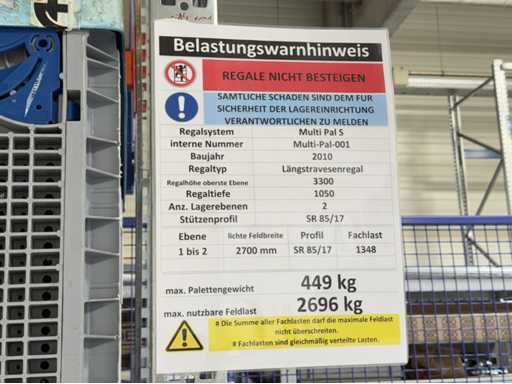 Belastungswarnhinweis
REGALE NICHT BESTEIGEN
SÄMTLICHE SCHÄDEN SIND DEM FÜR
SICHERHEIT DER LAGEREINRICHTUNG
VERANTWORTLICHEN ZU MELDEN
Regalsystem Multi Pal S
interne Nummer Multi-Pal-001
Baujahr 2010
Regaltyp Längstravesenregal
Regalhöhe oberste Ebene 3300
Regaltiefe 1050
Anz. Lagerebenen 2
Stützenprofil SR 85/17
Ebene lichte Feldbreite Profil Fachlast
1 bis 2 2700 mm SR 85/17 1348
max. Palettengewicht 449 kg
max. nutzbare Feldlast 2696 kg
# Die Summe aller Fachlasten darf die maximale Feldlast
nicht überschreiten.
# Fachlasten sind gleichmäßig verteilte Lasten.